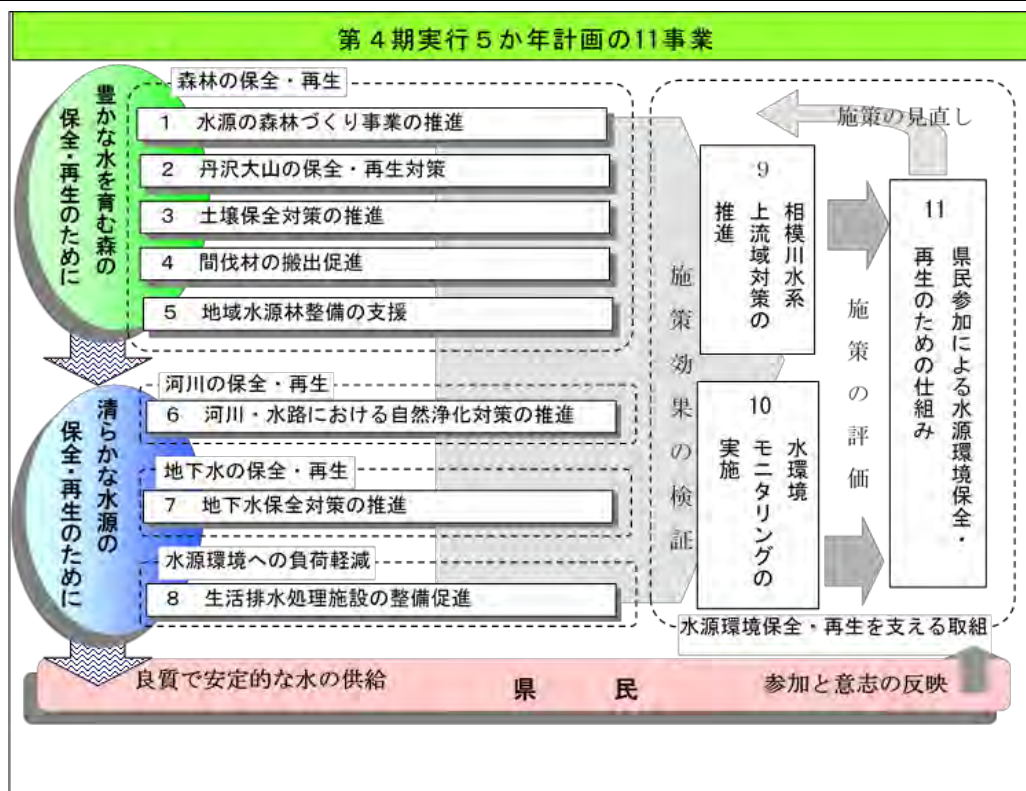 第4期実行5か年計画の11事業
豊かな水を育む森の
保全・再生のために
森林の保全・再生
1 水源の森林づくり事業の推進
2 丹沢大山の保全・再生対策
3 土壌保全対策の推進
4 間伐材の搬出促進
5 地域水源林整備の支援
清らかな水源の
保全・再生のために
河川の保全・再生
6 河川・水路における自然浄化対策の推進
地下水の保全・再生
7 地下水保全対策の推進
水源環境への負荷軽減
8 生活排水処理施設の整備促進
施策効果の検証
9
相模川水系
上流域対策の
推進
10
水環境
モニタリングの
実施
施策の評価
施策の見直し
11
県民参加による水源環境保全・
再生のための仕組み
水源環境保全・再生を支える取組
良質で安定的な水の供給
県民
参加と意志の反映